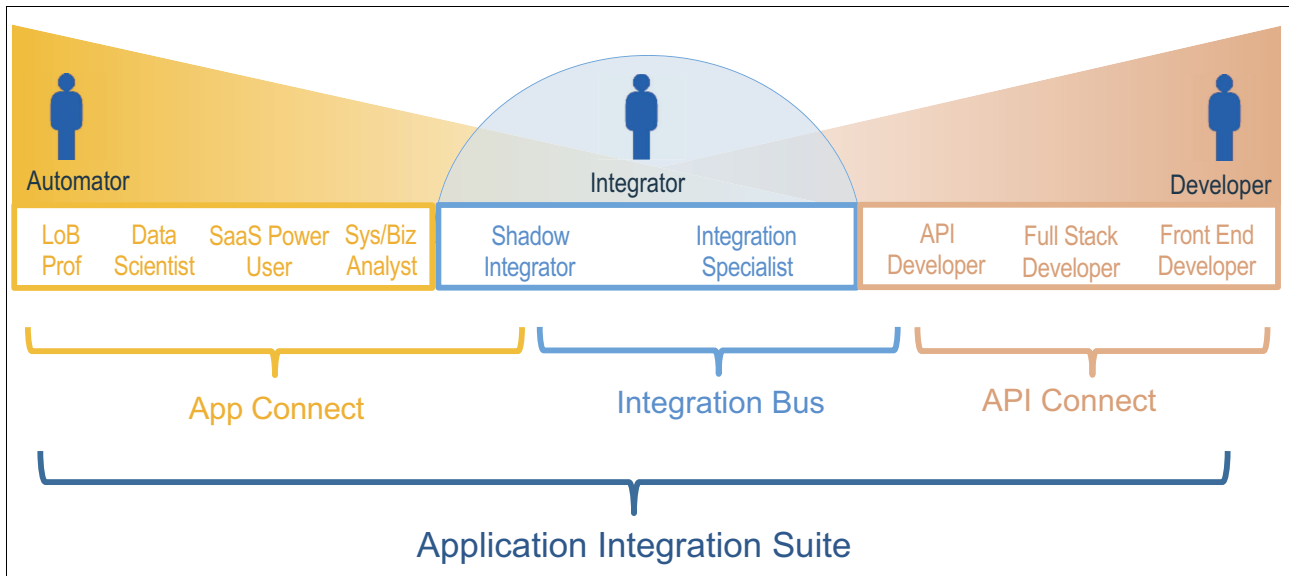 Automator
Integrator
Developer
LoB
Prof
Data
Scientist
SaaS Power
User
Sys/Biz
Analyst
Shadow
Integrator
Integration
Specialist
API
Developer
Full Stack
Developer
Front End
Developer
App Connect
Integration Bus
API Connect
Application Integration Suite